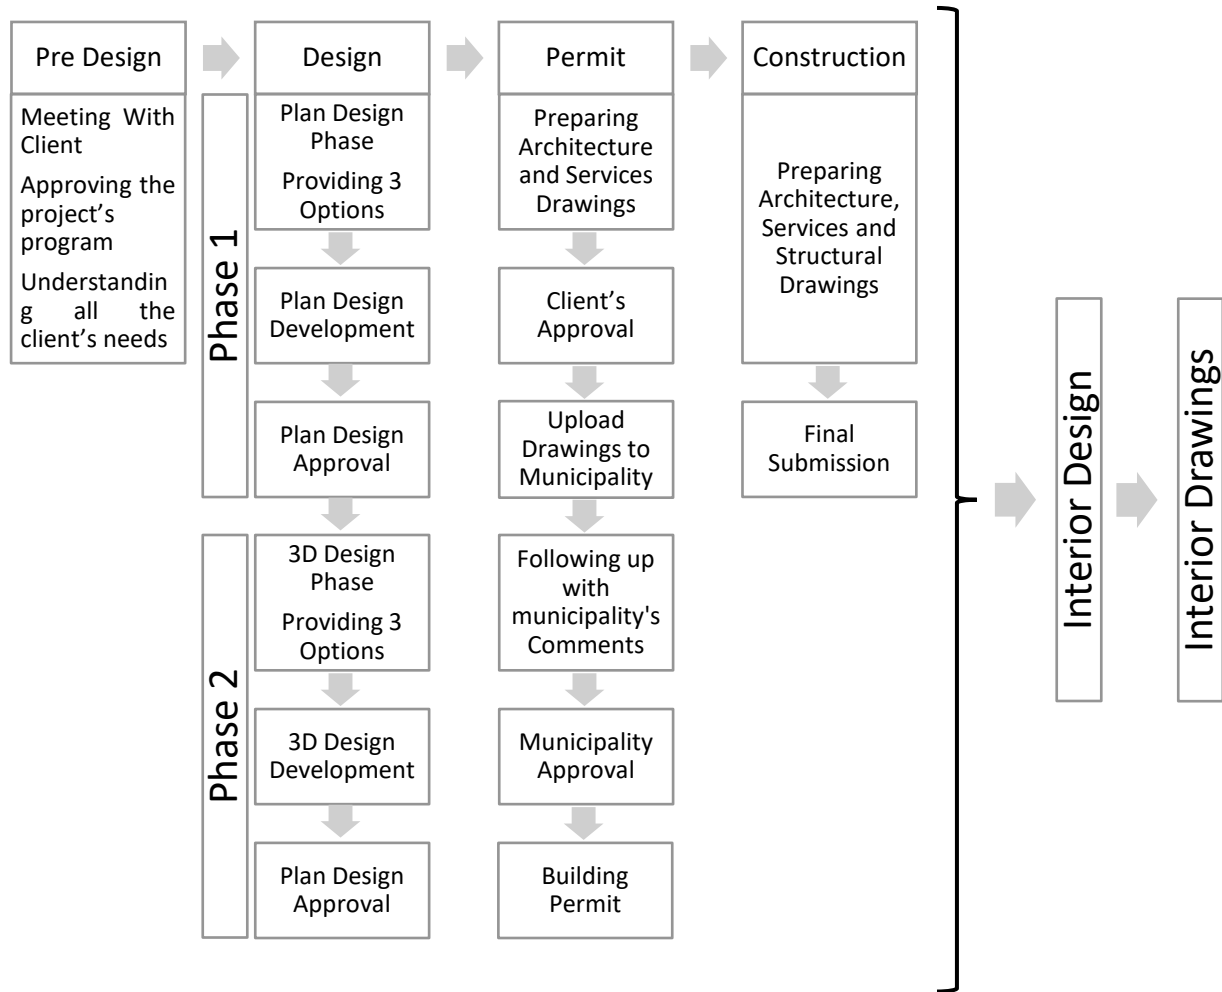 Pre Design
Meeting With
Client
Approving the
project's
program
Understandin
g all the
client's needs
Design
Phase 1
Plan Design
Phase
Providing 3
Options
Plan Design
Development
Plan Design
Approval
Phase 2
3D Design
Phase
Providing 3
Options
3D Design
Development
Plan Design
Approval
Permit
Preparing
Architecture
and Services
Drawings
Client's
Approval
Upload
Drawings to
Municipality
Following up
with
municipality's
Comments
Municipality
Approval
Building
Permit
Construction
Preparing
Architecture,
Services and
Structural
Drawings
Final
Submission
Interior Design
Interior Drawings